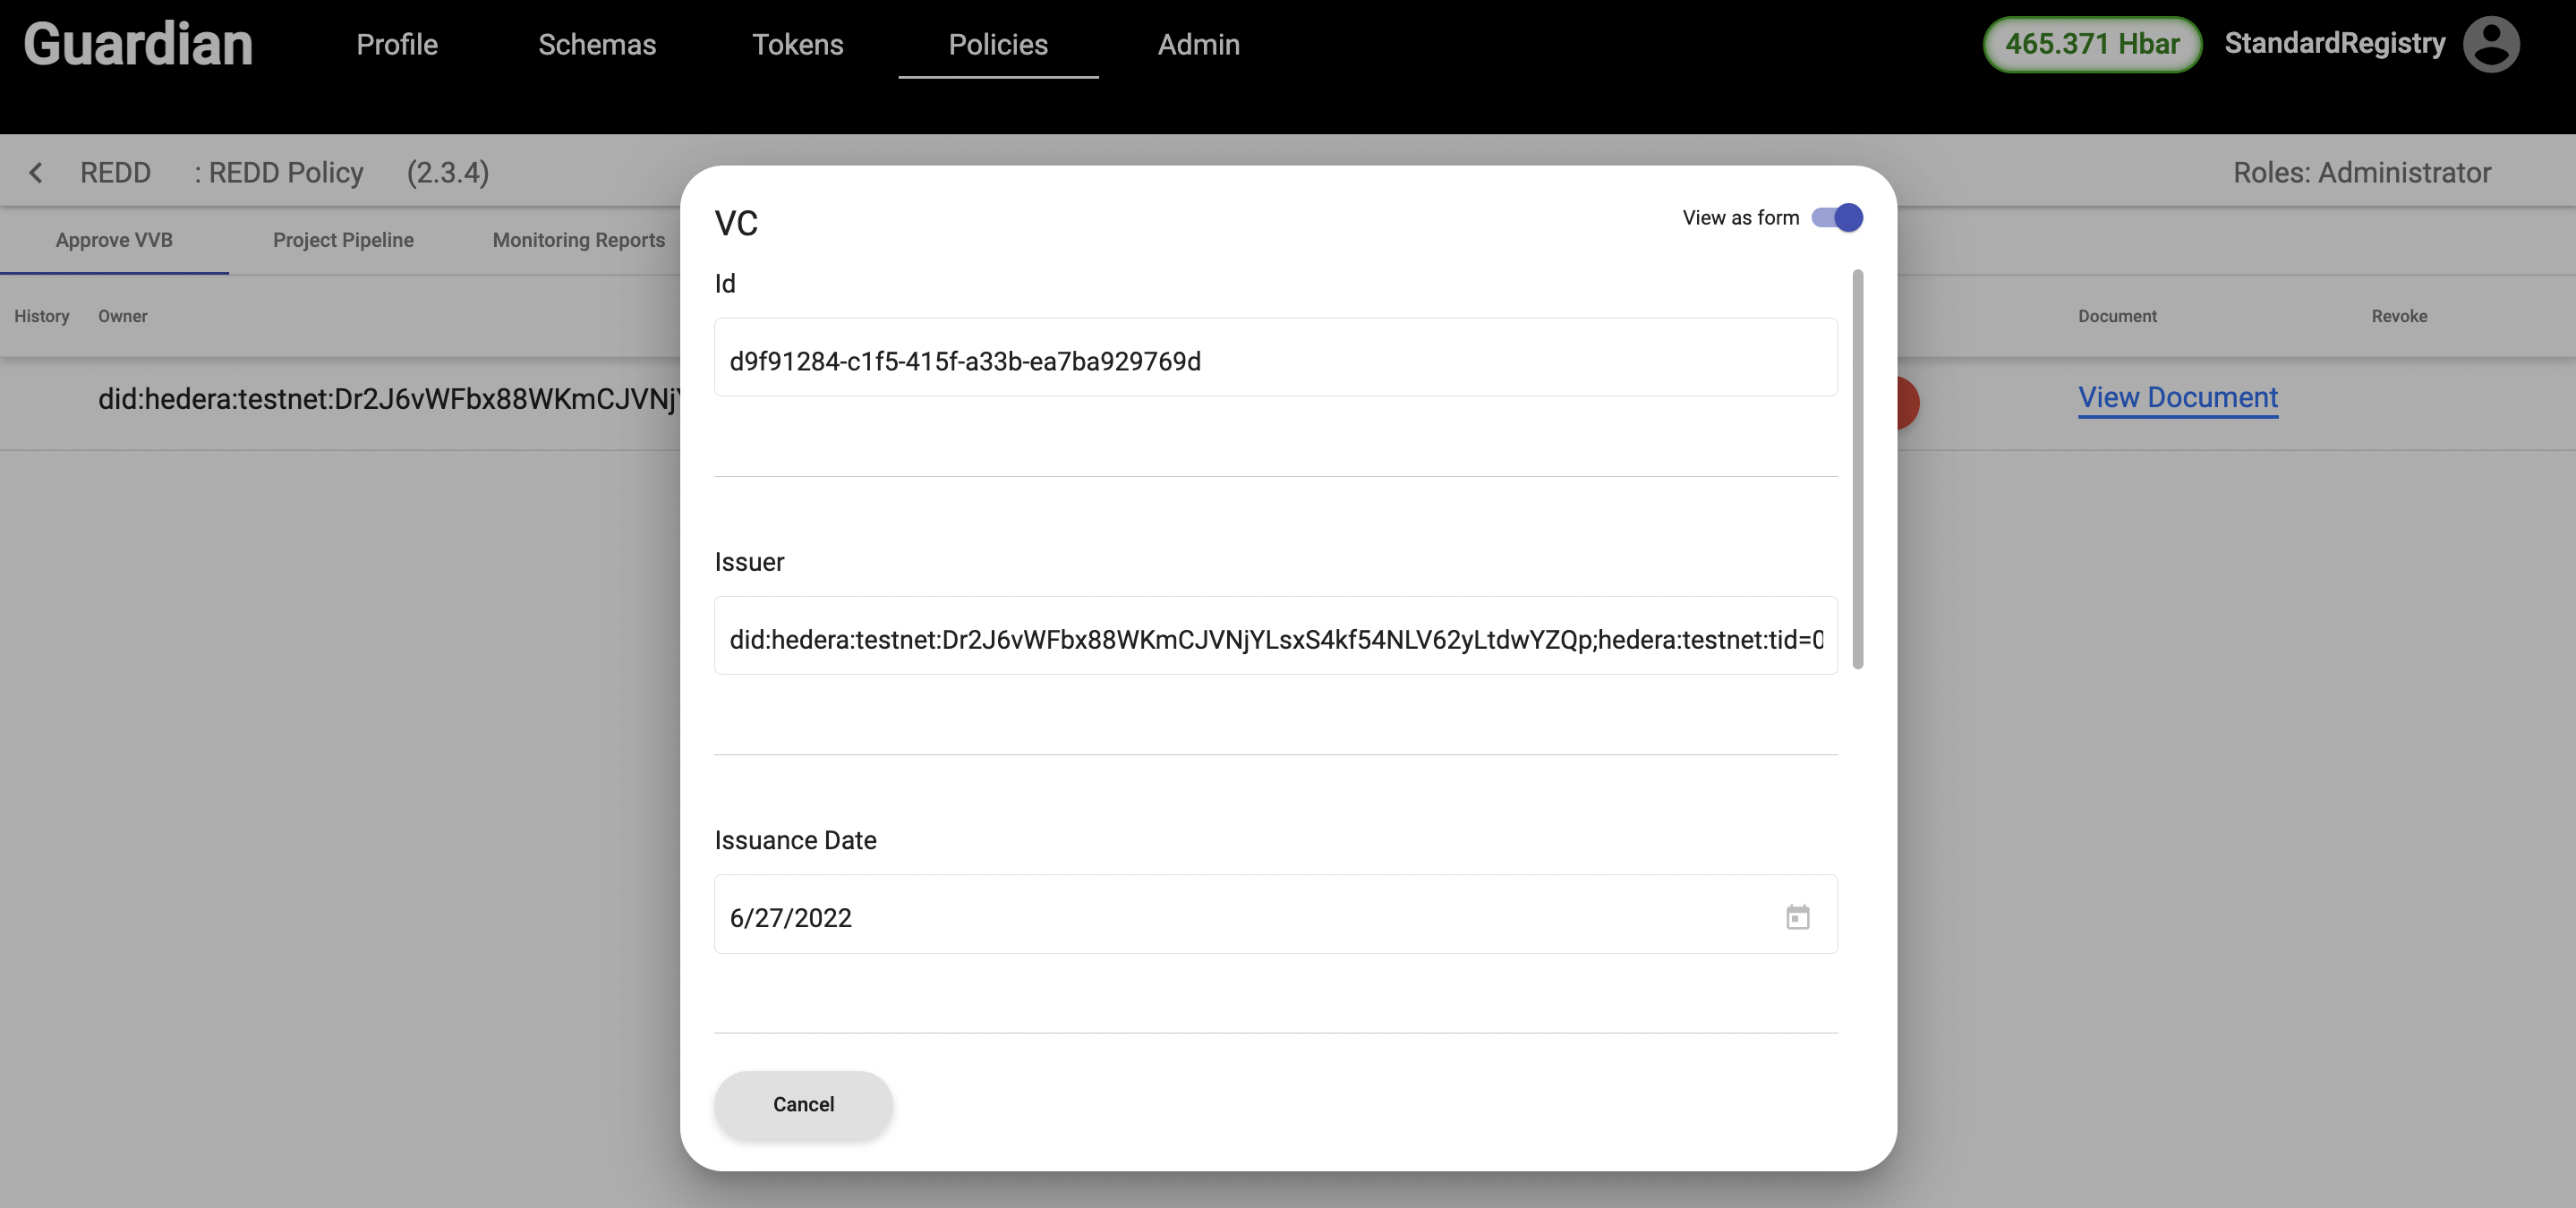 Guardian Profile Schemas Tokens Policies Admin 465.371 Hbar StandardRegistry
REDD : REDD Policy (2.3.4) Roles: Administrator
Approve VVB Project Pipeline Monitoring Reports
History Owner Document Revoke
did:hedera:testnet:Dr2J6vWFbx88WKmCJVNj View Document
VC View as form
Id
d9f91284-c1f5-415f-a33b-ea7ba929769d
Issuer
did:hedera:testnet:Dr2J6vWFbx88WKmCJVNjYLsxS4kf54NLV62yLtdwYZQp;hedera:testnet:tid=0
Issuance Date
6/27/2022
Cancel